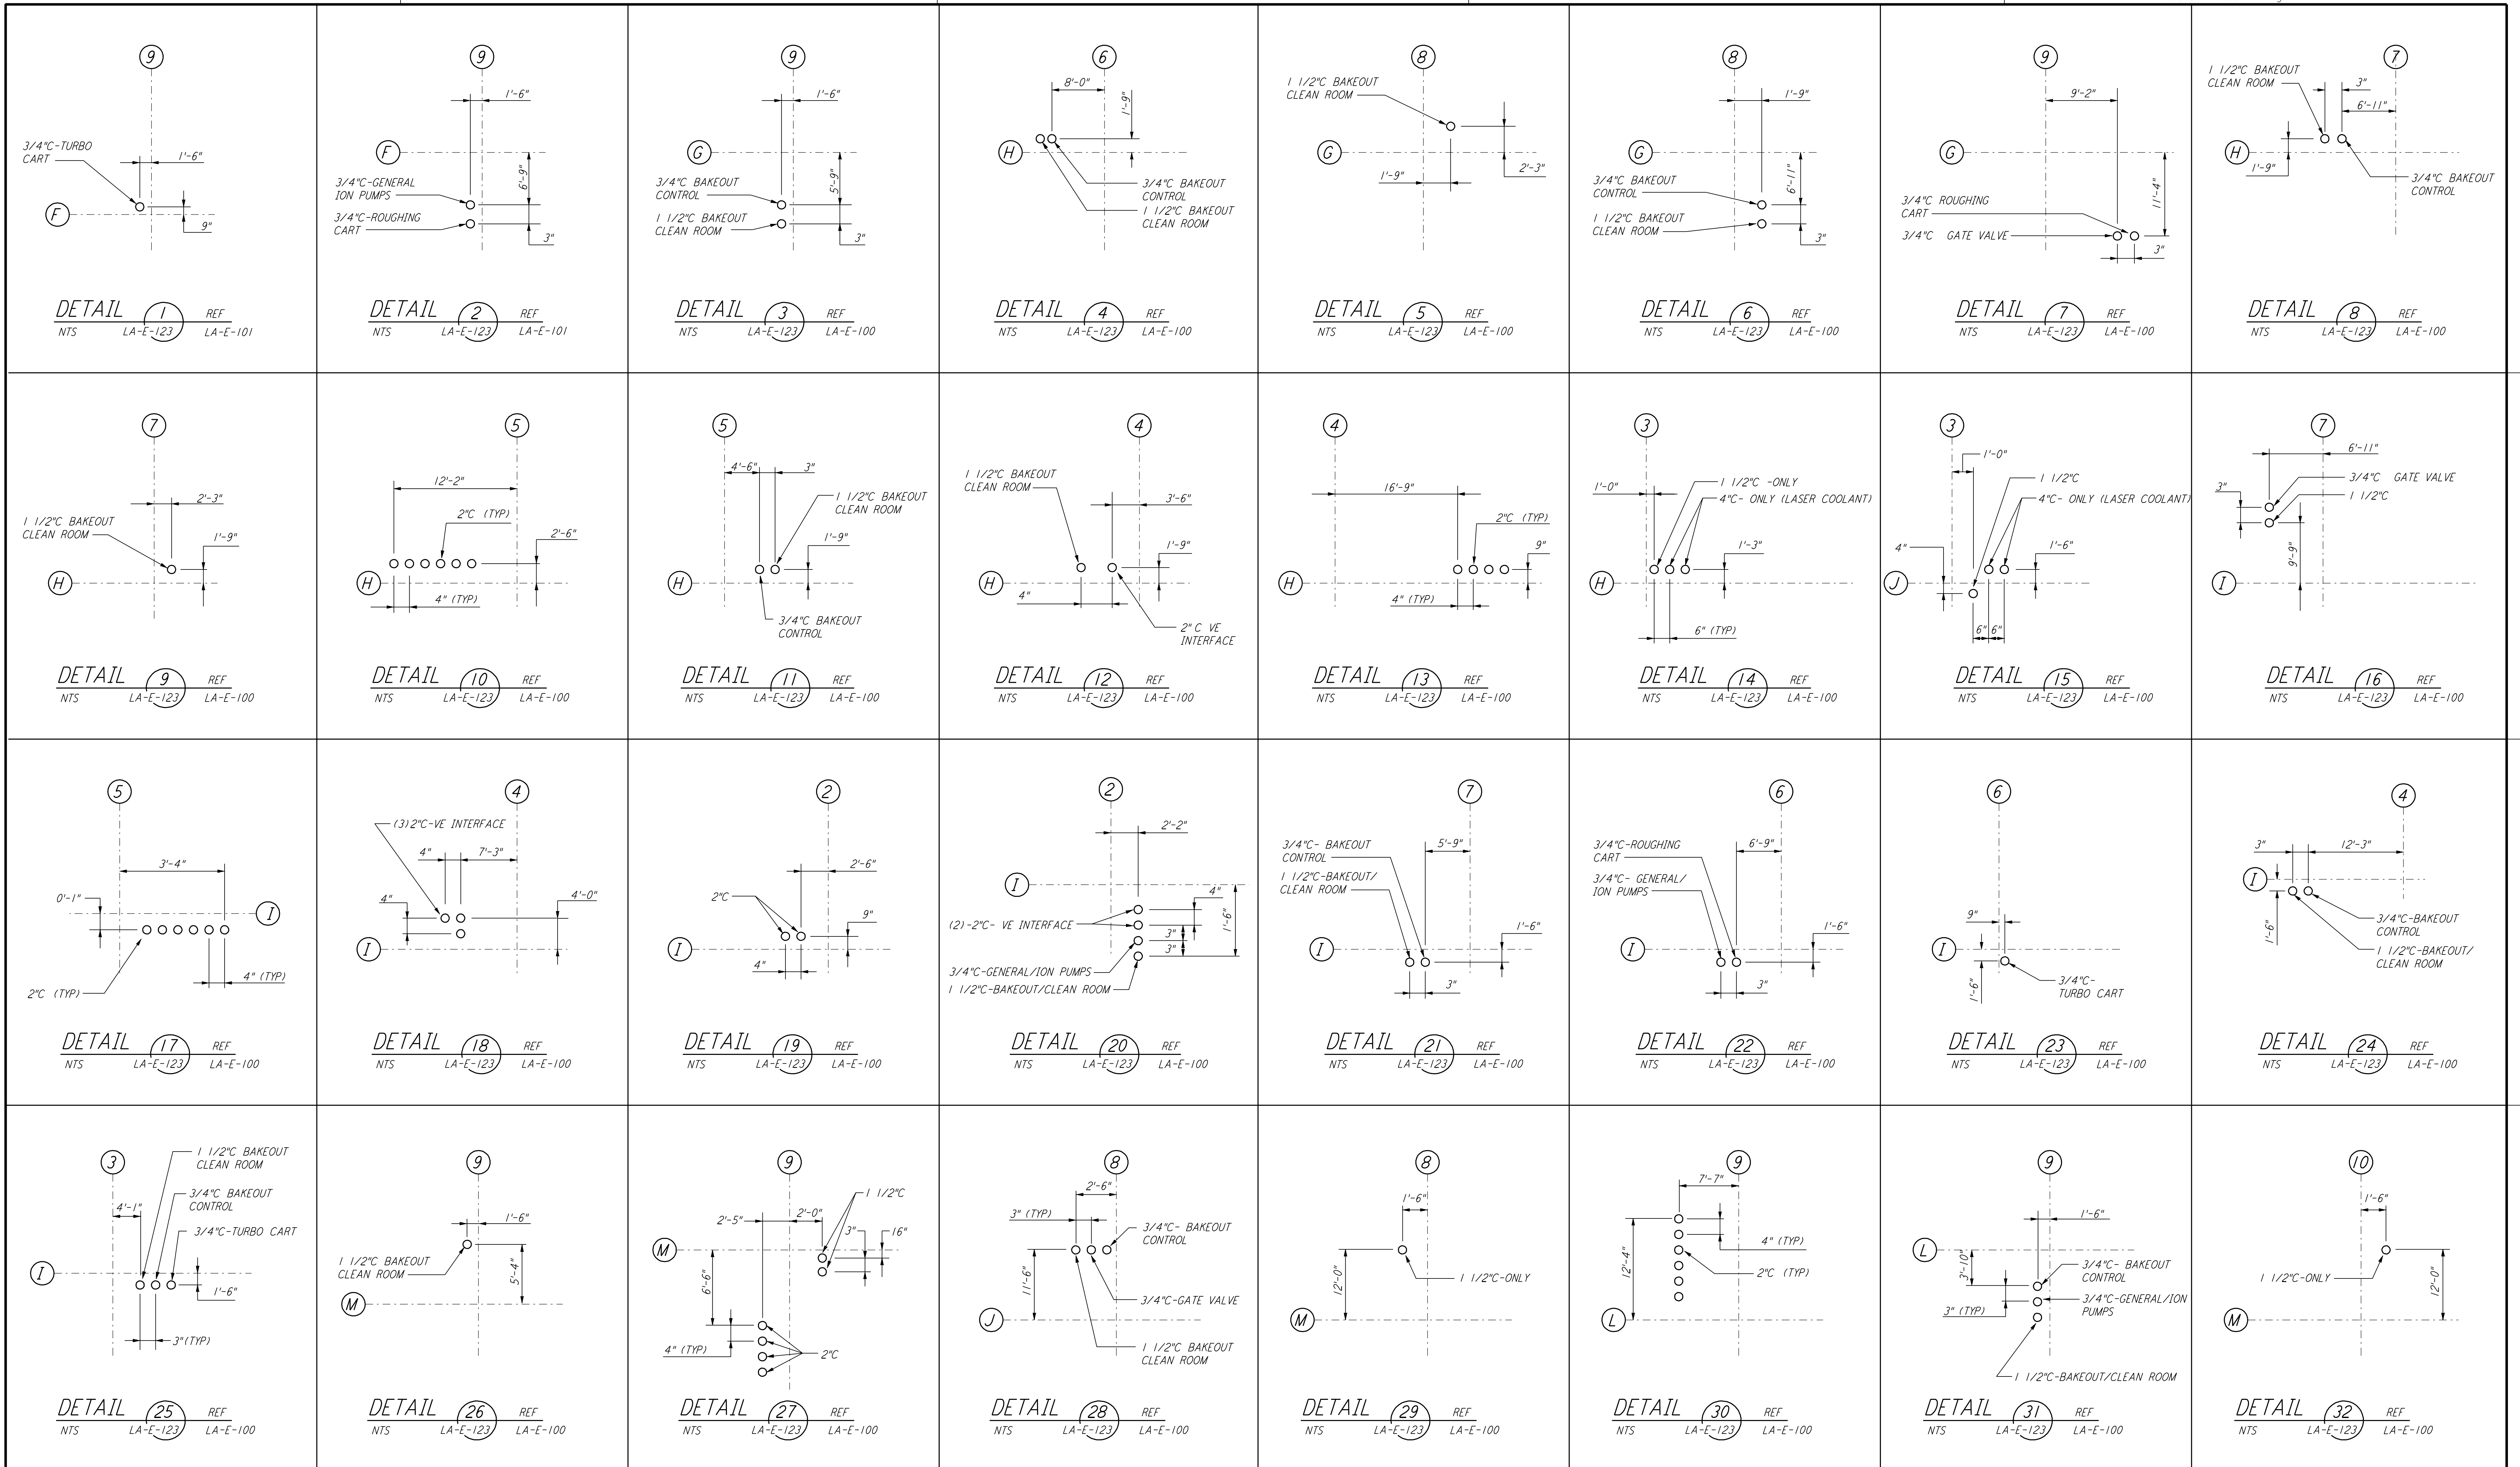 9
3/4"C-TURBO
CART
1'-6"
F
9"
DETAIL 1 REF
NTS LA-E-123 LA-E-101
9
1'-6"
F
6'-9"
3/4"C-GENERAL
ION PUMPS
3/4"C-ROUGHING
CART
3"
DETAIL 2 REF
NTS LA-E-123 LA-E-101
9
1'-6"
G
5'-9"
3/4"C BAKEOUT
CONTROL
1 1/2"C BAKEOUT
CLEAN ROOM
3"
DETAIL 3 REF
NTS LA-E-123 LA-E-100
6
8'-0"
1'-9"
H
3/4"C BAKEOUT
CONTROL
1 1/2"C BAKEOUT
CLEAN ROOM
DETAIL 4 REF
NTS LA-E-123 LA-E-100
8
1 1/2"C BAKEOUT
CLEAN ROOM
G
1'-9"
2'-3"
DETAIL 5 REF
NTS LA-E-123 LA-E-100
8
1'-9"
G
6'-11"
3/4"C BAKEOUT
CONTROL
1 1/2"C BAKEOUT
CLEAN ROOM
3"
DETAIL 6 REF
NTS LA-E-123 LA-E-100
9
9'-2"
G
11'-4"
3/4"C ROUGHING
CART
3/4"C GATE VALVE
3"
DETAIL 7 REF
NTS LA-E-123 LA-E-100
7
1 1/2"C BAKEOUT
CLEAN ROOM
3"
6'-11"
H
1'-9"
3/4"C BAKEOUT
CONTROL
DETAIL 8 REF
NTS LA-E-123 LA-E-100
7
2'-3"
1 1/2"C BAKEOUT
CLEAN ROOM
1'-9"
H
DETAIL 9 REF
NTS LA-E-123 LA-E-100
5
12'-2"
2"C (TYP)
2'-6"
H
4" (TYP)
DETAIL 10 REF
NTS LA-E-123 LA-E-100
5
4'-6"
3"
1 1/2"C BAKEOUT
CLEAN ROOM
1'-9"
H
3/4"C BAKEOUT
CONTROL
DETAIL 11 REF
NTS LA-E-123 LA-E-100
4
1 1/2"C BAKEOUT
CLEAN ROOM
3'-6"
1'-9"
H
4"
2" C VE
INTERFACE
DETAIL 12 REF
NTS LA-E-123 LA-E-100
4
16'-9"
2"C (TYP)
9"
H
4" (TYP)
DETAIL 13 REF
NTS LA-E-123 LA-E-100
3
1'-0"
1 1/2"C -ONLY
4"C- ONLY (LASER COOLANT)
1'-3"
H
6" (TYP)
DETAIL 14 REF
NTS LA-E-123 LA-E-100
3
1'-0"
1 1/2"C
4"C- ONLY (LASER COOLANT)
4"
1'-6"
J
6" 6"
DETAIL 15 REF
NTS LA-E-123 LA-E-100
7
6'-11"
3/4"C GATE VALVE
3"
1 1/2"C
9'-9"
I
DETAIL 16 REF
NTS LA-E-123 LA-E-100
5
3'-4"
0'-1"
I
2"C (TYP)
4" (TYP)
DETAIL 17 REF
NTS LA-E-123 LA-E-100
4
(3)2"C-VE INTERFACE
4" 7'-3"
4"
4'-0"
I
DETAIL 18 REF
NTS LA-E-123 LA-E-100
2
2'-6"
2"C
9"
I
4"
DETAIL 19 REF
NTS LA-E-123 LA-E-100
2
2'-2"
I
4"
1'-6"
(2)-2"C- VE INTERFACE
3"
3"
3/4"C-GENERAL/ION PUMPS
1 1/2"C-BAKEOUT/CLEAN ROOM
DETAIL 20 REF
NTS LA-E-123 LA-E-100
7
3/4"C- BAKEOUT
CONTROL
5'-9"
1 1/2"C-BAKEOUT/
CLEAN ROOM
1'-6"
I
3"
DETAIL 21 REF
NTS LA-E-123 LA-E-100
6
3/4"C-ROUGHING
CART
6'-9"
3/4"C- GENERAL/
ION PUMPS
1'-6"
I
3"
DETAIL 22 REF
NTS LA-E-123 LA-E-100
6
9"
I
1'-6"
3/4"C-
TURBO CART
DETAIL 23 REF
NTS LA-E-123 LA-E-100
4
3"
12'-3"
I
1'-6"
3/4"C-BAKEOUT
CONTROL
1 1/2"C-BAKEOUT/
CLEAN ROOM
DETAIL 24 REF
NTS LA-E-123 LA-E-100
3
1 1/2"C BAKEOUT
CLEAN ROOM
3/4"C BAKEOUT
CONTROL
4'-1"
3/4"C-TURBO CART
I
1'-6"
3"(TYP)
DETAIL 25 REF
NTS LA-E-123 LA-E-100
9
1'-6"
1 1/2"C BAKEOUT
CLEAN ROOM
5'-4"
M
DETAIL 26 REF
NTS LA-E-123 LA-E-100
9
1 1/2"C
2'-5" 2'-0"
3" 16"
M
6'-6"
4" (TYP)
2"C
DETAIL 27 REF
NTS LA-E-123 LA-E-100
8
2'-6"
3" (TYP)
3/4"C- BAKEOUT
CONTROL
11'-6"
3/4"C-GATE VALVE
J
1 1/2"C BAKEOUT
CLEAN ROOM
DETAIL 28 REF
NTS LA-E-123 LA-E-100
8
1'-6"
12'-0"
1 1/2"C-ONLY
M
DETAIL 29 REF
NTS LA-E-123 LA-E-100
9
7'-7"
12'-4"
4" (TYP)
2"C (TYP)
L
DETAIL 30 REF
NTS LA-E-123 LA-E-100
9
1'-6"
L
3'-10"
3/4"C- BAKEOUT
CONTROL
3/4"C-GENERAL/ION
PUMPS
3" (TYP)
1 1/2"C-BAKEOUT/CLEAN ROOM
DETAIL 31 REF
NTS LA-E-123 LA-E-100
10
1'-6"
1 1/2"C-ONLY
12'-0"
M
DETAIL 32 REF
NTS LA-E-123 LA-E-100